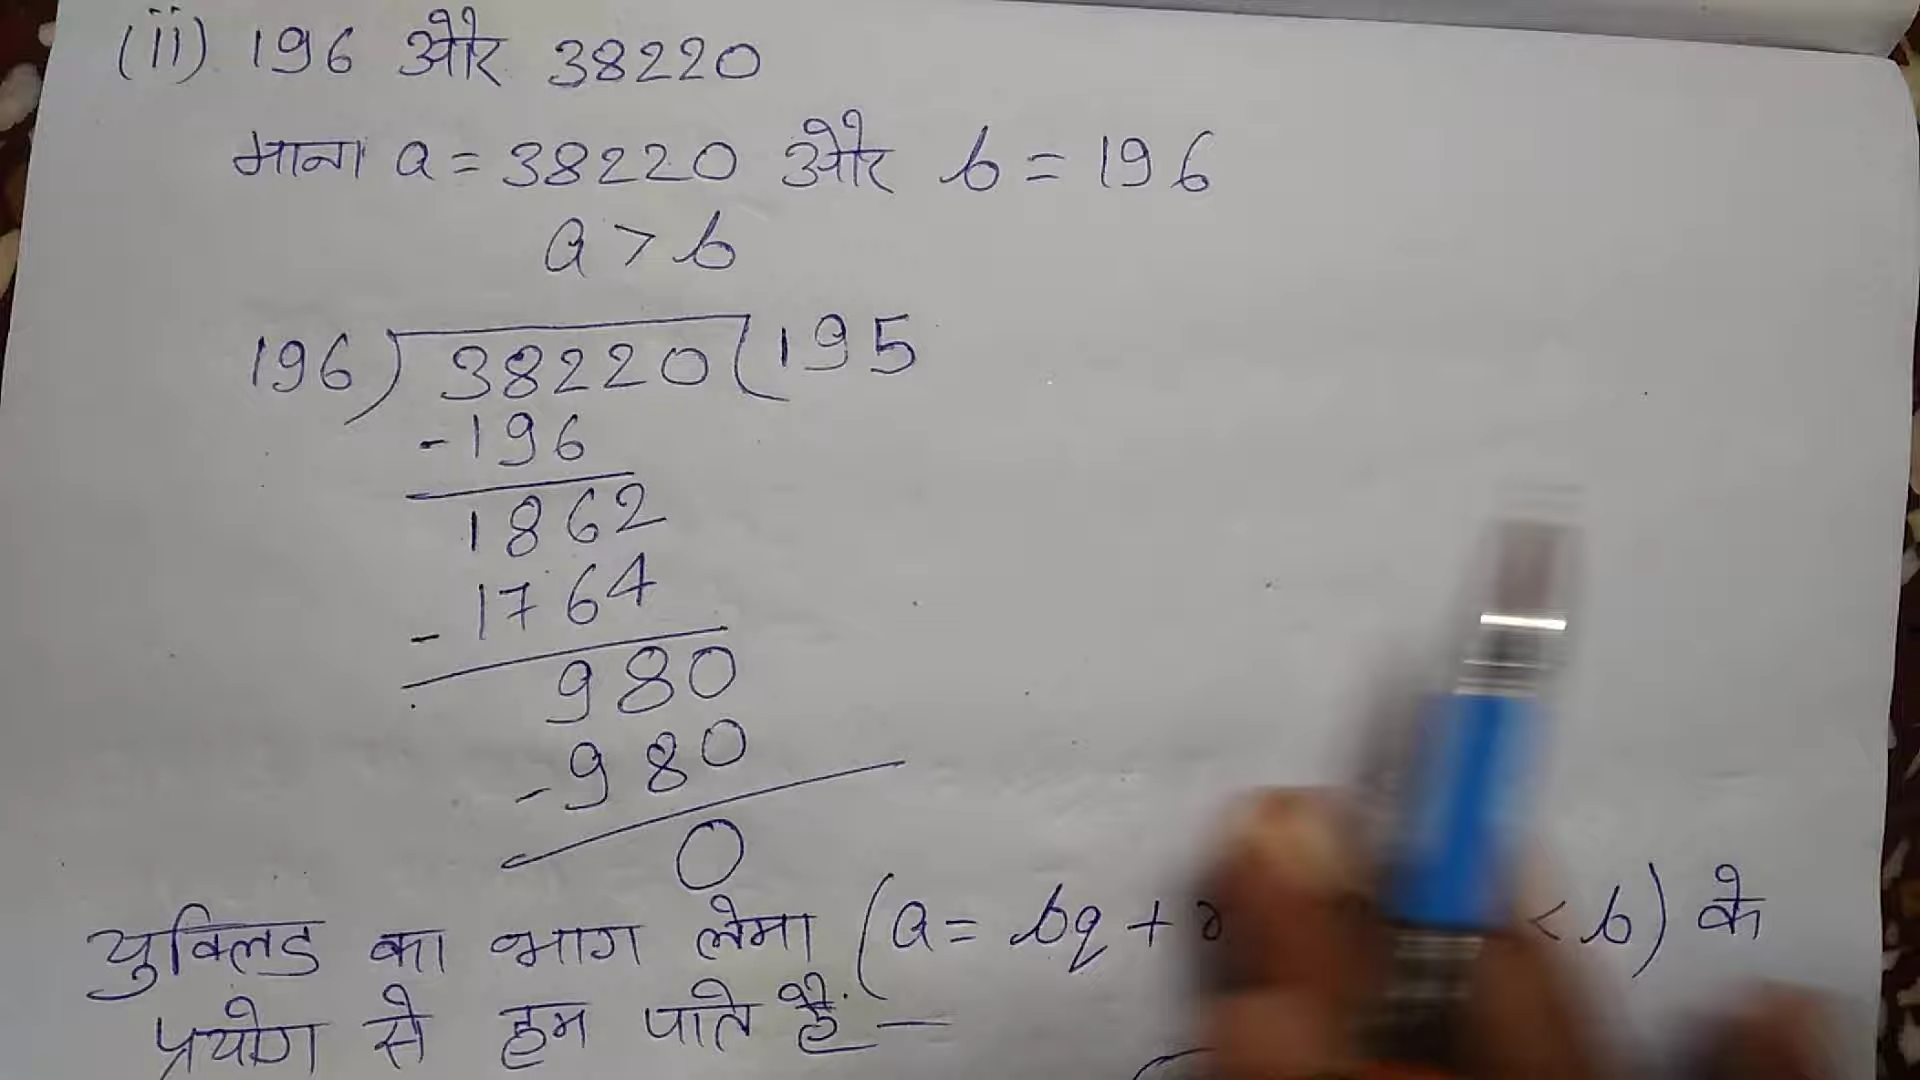 (ii) 196 और 38220
माना a = 38220 और b = 196
a > b
196) 38220 (195
-196
1862
-1764
980
-980
0
युक्लिड का भाग लेमा (a = bq + < b) के
प्रयोग से हम पाते हैं —